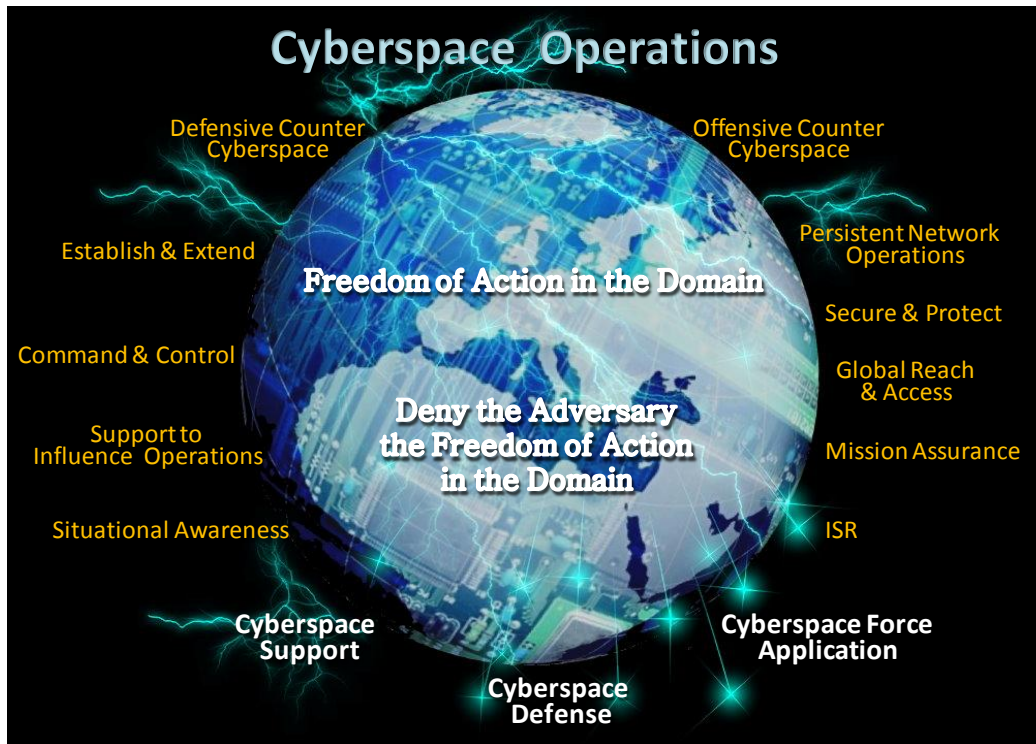 Cyberspace Operations
Defensive Counter
Cyberspace
Offensive Counter
Cyberspace
Establish & Extend
Persistent Network
Operations
Freedom of Action in the Domain
Secure & Protect
Command & Control
Global Reach
& Access
Deny the Adversary
the Freedom of Action
in the Domain
Support to
Influence Operations
Mission Assurance
Situational Awareness
ISR
Cyberspace
Support
Cyberspace Force
Application
Cyberspace
Defense